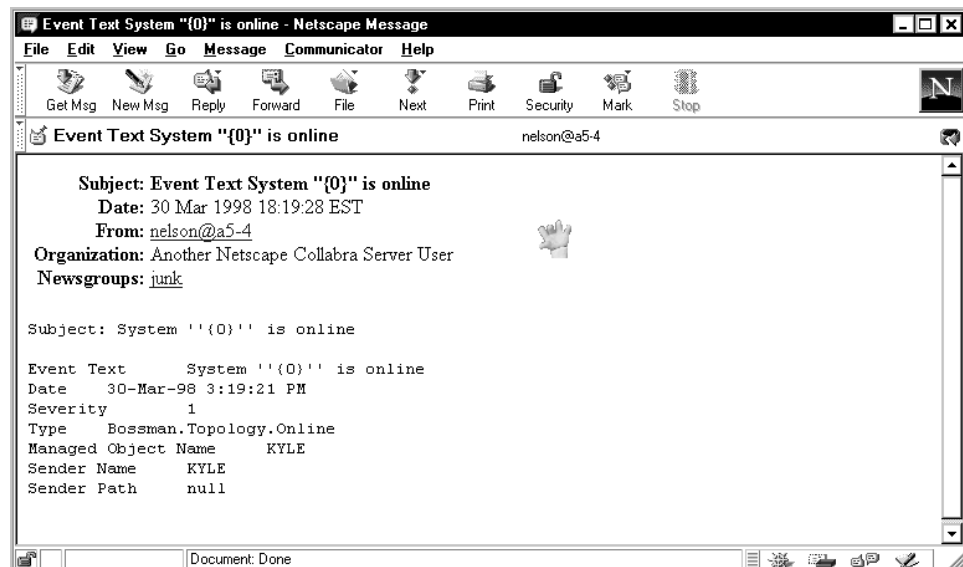 Event Text System "{0}" is online - Netscape Message
File Edit View Go Message Communicator Help
Get Msg New Msg Reply Forward File Next Print Security Mark Stop
N
Event Text System "{0}" is online nelson@a5-4
Subject: Event Text System "{0}" is online
Date: 30 Mar 1998 18:19:28 EST
From: nelson@a5-4
Organization: Another Netscape Collabra Server User
Newsgroups: junk
Subject: System ''{0}'' is online
Event Text System ''{0}'' is online
Date 30-Mar-98 3:19:21 PM
Severity 1
Type Bossman.Topology.Online
Managed Object Name KYLE
Sender Name KYLE
Sender Path null
Document: Done